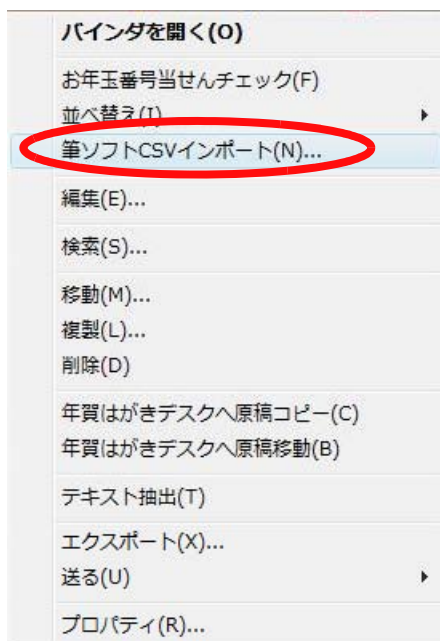 バインダを開く(O)
お年玉番号当せんチェック(F)
並べ替え(I)
筆ソフトCSVインポート(N)...
編集(E)...
検索(S)...
移動(M)...
複製(L)...
削除(D)
年賀はがきデスクへ原稿コピー(C)
年賀はがきデスクへ原稿移動(B)
テキスト抽出(T)
エクスポート(X)...
送る(U)
プロパティ(R)...